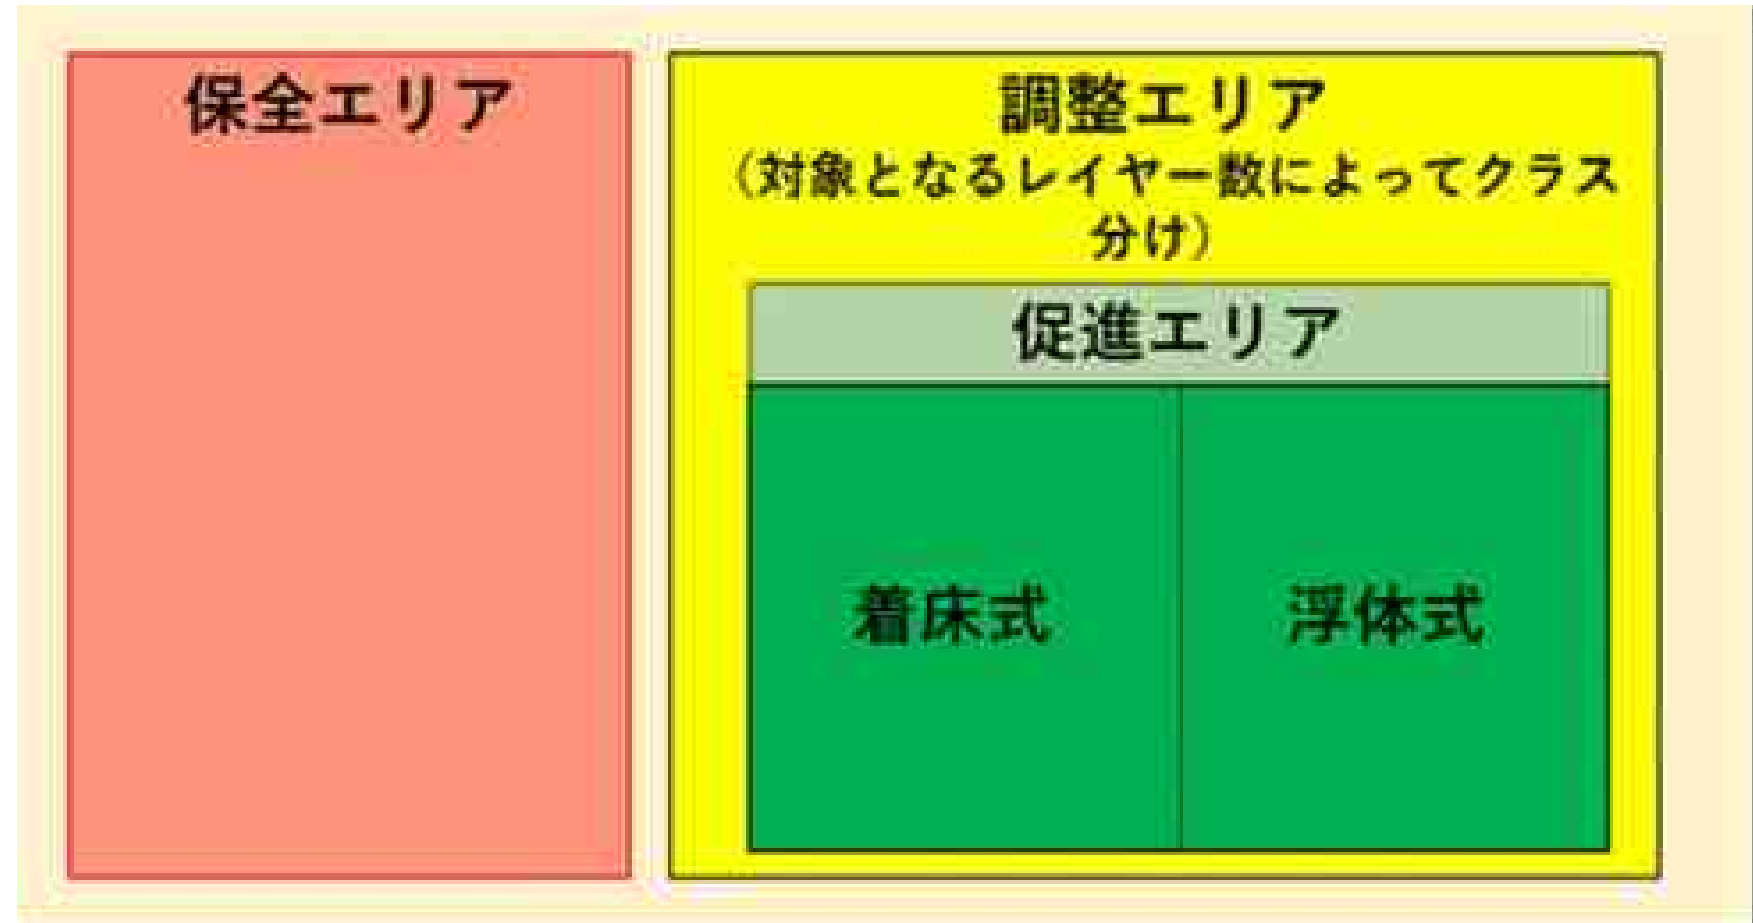 保全エリア
調整エリア
（対象となるレイヤー数によってクラス
分け）
促進エリア
着床式
浮体式